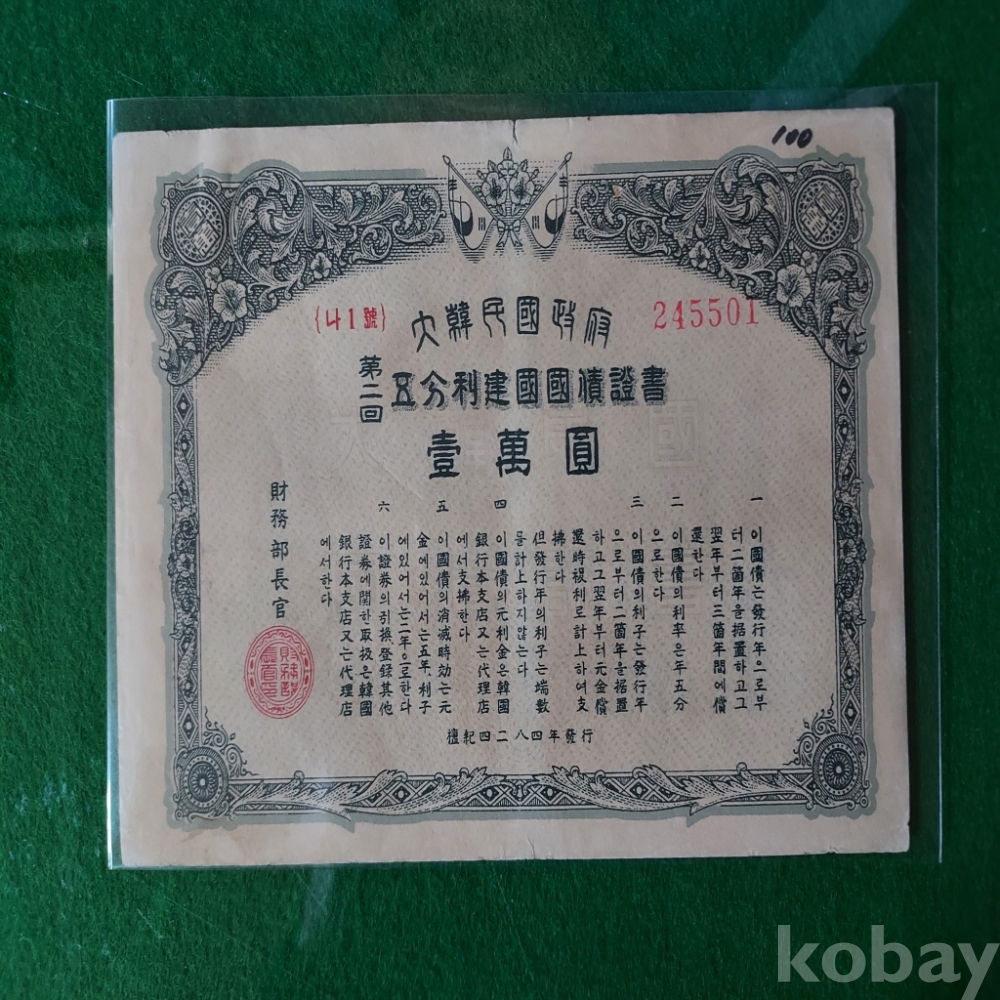 100
{41號}
大韓民國政府
245501
第二回
五分利建國國債證書
壹萬圓
一
이國債는發行年으로부
터二箇年을据置하고그
翌年부터三箇年間에償
還한다
二
이國債의利率은年五分
으로한다
三
이國債의利子는發行年
으로부터二箇年을据置
하고그翌年부터元金償
還時複利로計上하여支
拂한다
但發行年의利子는端數
를計上하지않는다
四
이國債의元利金은韓國
銀行本支店又는代理店
에서支拂한다
五
이國債의消滅時効는元
金에있어서는五年、利子
에있어서는二年으로한다
六
이證券의引換登錄其他
證券에關한取扱은韓國
銀行本支店又는代理店
에서한다
財務部長官
檀紀四二八四年發行
kobay